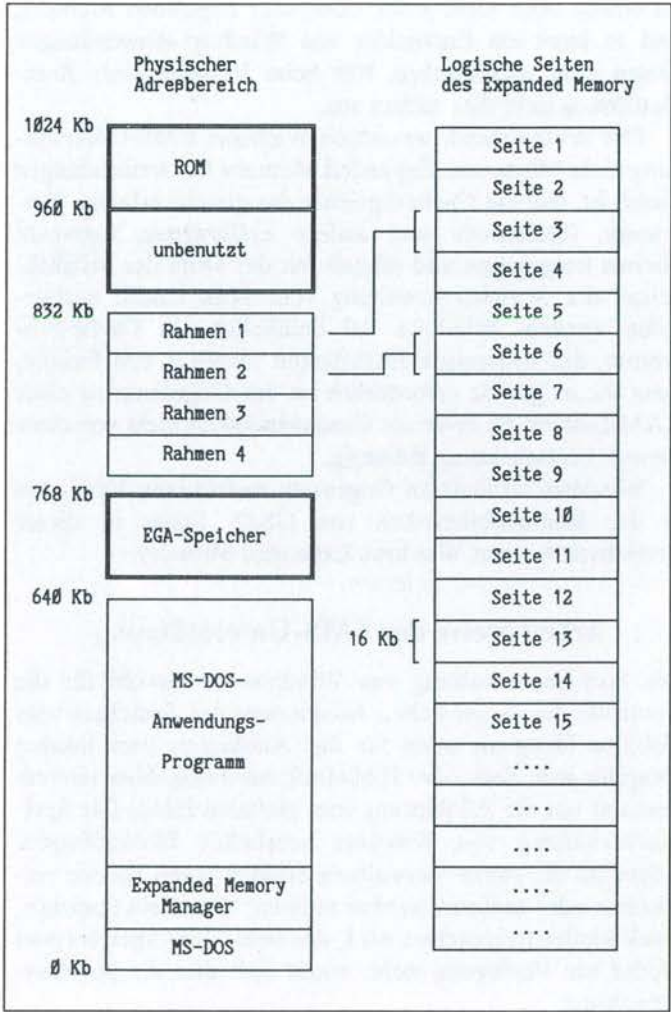 Physischer
Adreßbereich
1024 Kb
ROM
960 Kb
unbenutzt
832 Kb
Rahmen 1
Rahmen 2
Rahmen 3
Rahmen 4
768 Kb
EGA-Speicher
640 Kb
MS-DOS-
Anwendungs-
Programm
Expanded Memory
Manager
MS-DOS
0 Kb
Logische Seiten
des Expanded Memory
Seite 1
Seite 2
Seite 3
Seite 4
Seite 5
Seite 6
Seite 7
Seite 8
Seite 9
Seite 10
Seite 11
Seite 12
16 Kb
Seite 13
Seite 14
Seite 15
....
....
....
....
....